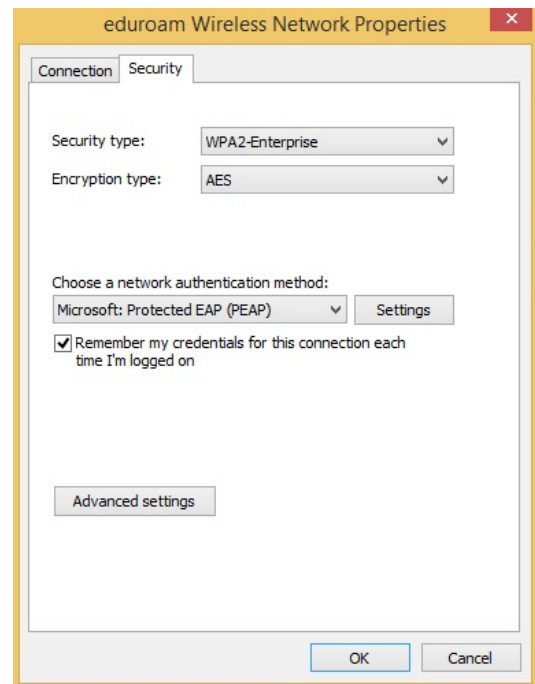 eduroam Wireless Network Properties
Connection Security
Security type: WPA2-Enterprise
Encryption type: AES
Choose a network authentication method:
Microsoft: Protected EAP (PEAP) Settings
Remember my credentials for this connection each
time I'm logged on
Advanced settings
OK Cancel